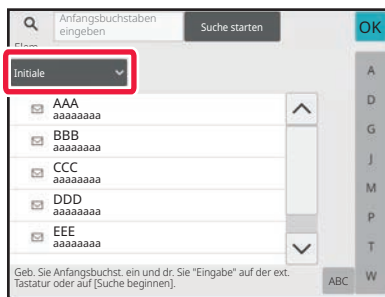 Anfangsbuchstaben
eingeben
Suche starten
OK
Initiale
AAA
aaaaaaaa
BBB
aaaaaaaa
CCC
aaaaaaaa
DDD
aaaaaaaa
EEE
aaaaaaaa
A
D
G
J
M
P
T
W
Geb. Sie Anfangsbuchst. ein und dr. Sie "Eingabe" auf der ext.
Tastatur oder auf [Suche beginnen].
ABC